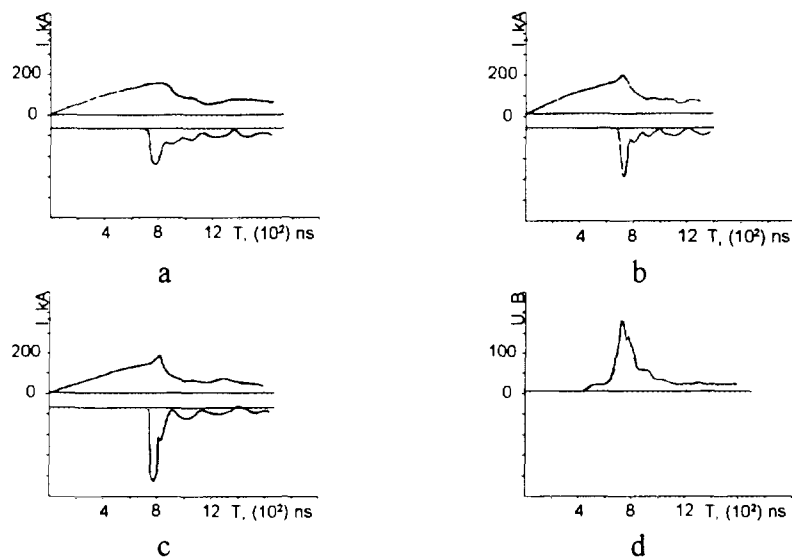 I, kA
200
0
4 8 12 T, (10²) ns
a
I, kA
200
0
4 8 12 T, (10²) ns
b
I, kA
200
0
4 8 12 T, (10²) ns
c
U, B
100
0
4 8 12 T, (10²) ns
d